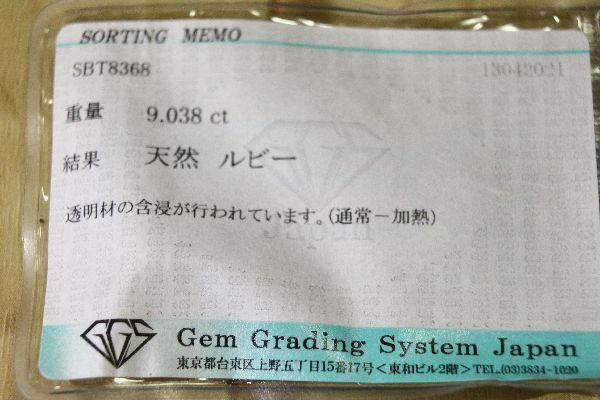 SORTING MEMO
SBT8368 13042021
重量 9.038 ct
結果 天然 ルビー
透明材の含浸が行われています。(通常－加熱)
Japan
GGS Gem Grading System Japan
東京都台東区上野五丁目15番17号＜東和ビル2階＞TEL.(03)3834-1020